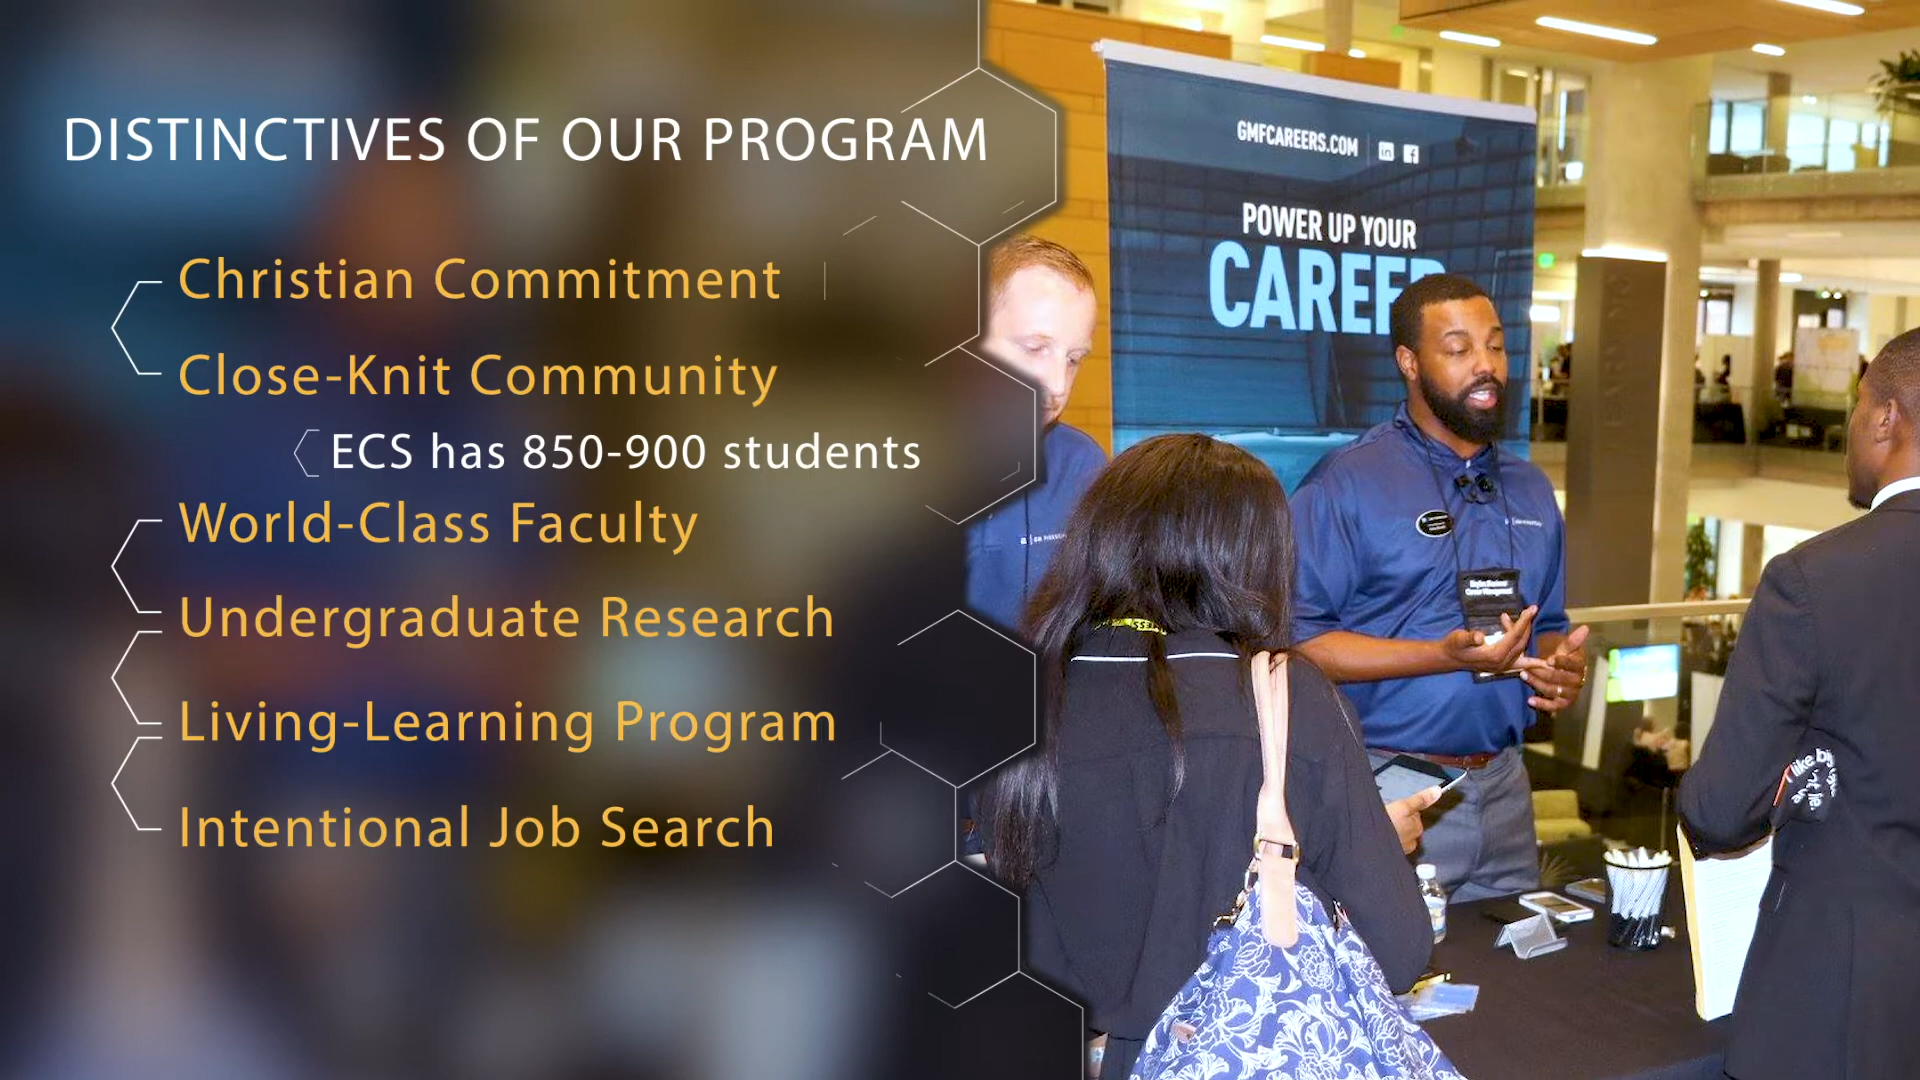 DISTINCTIVES OF OUR PROGRAM
Christian Commitment
Close-Knit Community
ECS has 850-900 students
World-Class Faculty
Undergraduate Research
Living-Learning Program
Intentional Job Search
GMFCAREERS.COM
POWER UP YOUR
CAREER